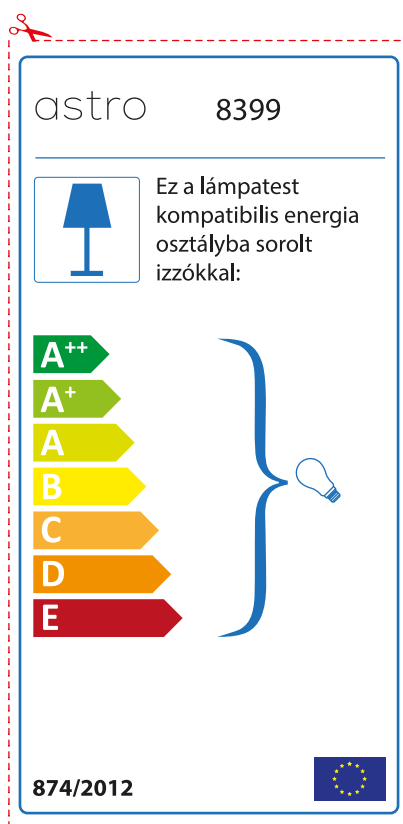 astro 8399
Ez a lámpatest
kompatibilis energia
osztályba sorolt
izzókkal:
A++
A+
A
B
C
D
E
874/2012